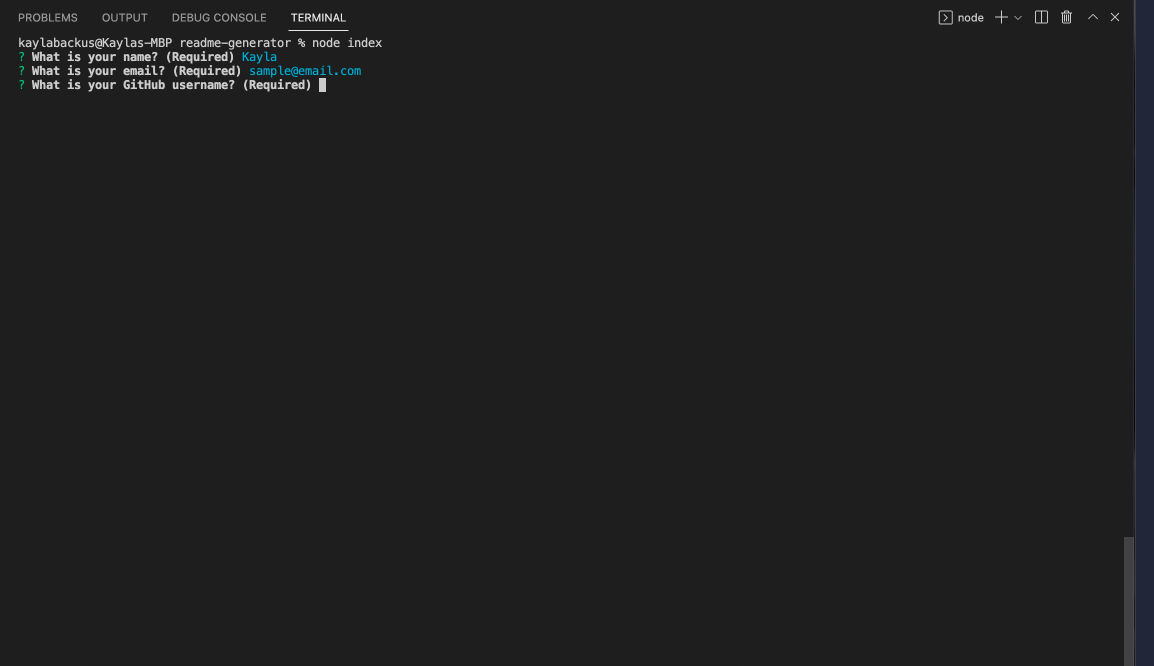 PROBLEMS OUTPUT DEBUG CONSOLE TERMINAL node
kaylabackus@Kaylas-MBP readme-generator % node index
? What is your name? (Required) Kayla
? What is your email? (Required) sample@email.com
? What is your GitHub username? (Required)